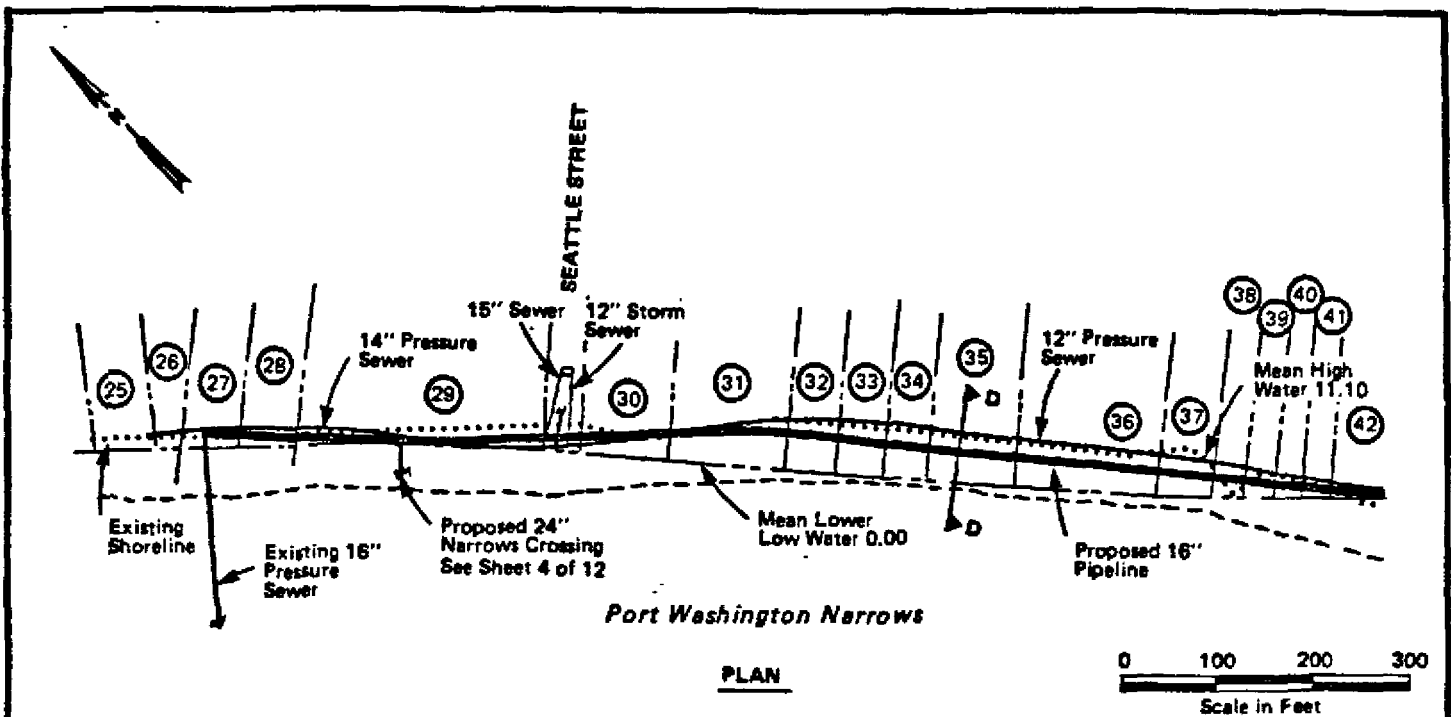 N
SEATTLE STREET
15" Sewer
12" Storm
Sewer
14" Pressure
Sewer
12" Pressure
Sewer
Mean High
Water 11.10
25
26
27
28
29
30
31
32
33
34
35
36
37
38
39
40
41
42
D
D
Existing
Shoreline
Existing 16"
Pressure
Sewer
Proposed 24"
Narrows Crossing
See Sheet 4 of 12
Mean Lower
Low Water 0.00
Proposed 16"
Pipeline
Port Washington Narrows
PLAN
0 100 200 300
Scale in Feet